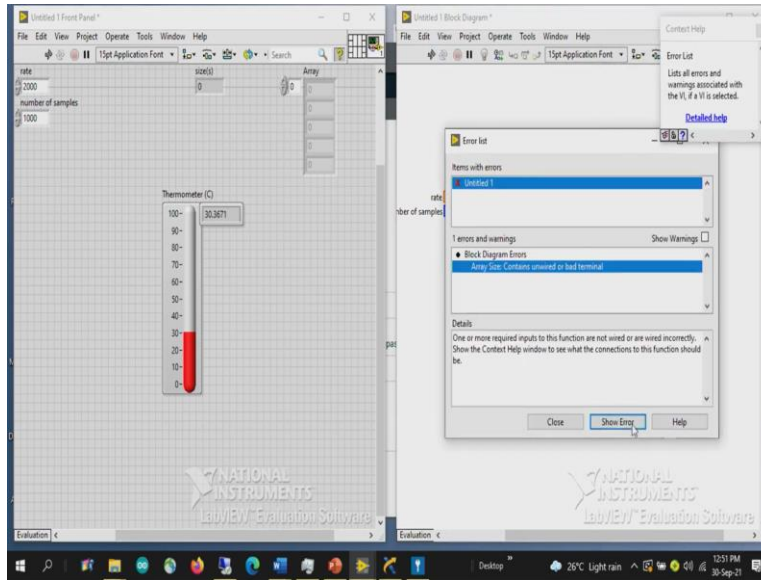 Untitled 1 Front Panel *
File Edit View Project Operate Tools Window Help
15pt Application Font
Search
rate
2000
number of samples
1000
size(s)
0
Array
0
0
0
0
0
0
Thermometer (C)
30.3671
100-
90-
80-
70-
60-
50-
40-
30-
20-
10-
0-
NATIONAL
INSTRUMENTS
LabVIEW™ Evaluation Software
Evaluation
Untitled 1 Block Diagram *
File Edit View Project Operate Tools Window
15pt Application Font
rate
nber of samples
Context Help
Error List
Lists all errors and
warnings associated with
the VI, if a VI is selected.
Detailed help
Error list
Items with errors
Untitled 1
1 errors and warnings
Show Warnings
Block Diagram Errors
Array Size: Contains unwired or bad terminal
Details
One or more required inputs to this function are not wired or are wired incorrectly.
Show the Context Help window to see what the connections to this function should
be.
Close
Show Error
Help
NATIONAL
INSTRUMENTS
LabVIEW™ Evaluation Software
Evaluation
Desktop
26°C Light rain
12:51 PM
30-Sep-21